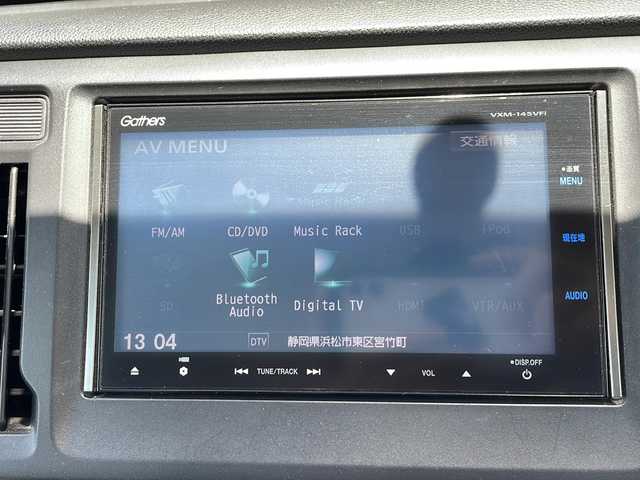 Gathers VXM-145VFi
AV MENU 交通情報
画質
MENU
FM/AM CD/DVD Music Rack USB iPod
現在地
SD Bluetooth Audio Digital TV HDMI VTR/AUX
AUDIO
13 04 DTV 静岡県浜松市東区宮竹町
DISP.OFF
TUNE/TRACK VOL